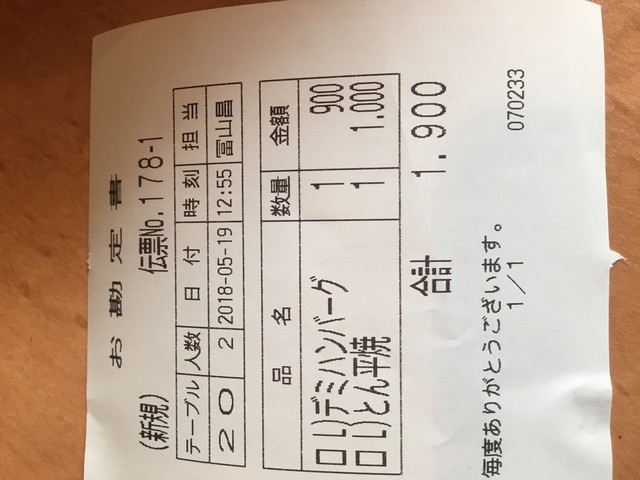 お勘定書
(新規) 伝票No.178-1
テーブル 人数 日付 時刻 担当
20 2 2018-05-19 12:55 富山昌
品名 数量 金額
ロ い)デミハンバーグ 1 900
ロ い)とん平焼 1 1.000
合計 1.900
毎度ありがとうございます。
1/1 070233